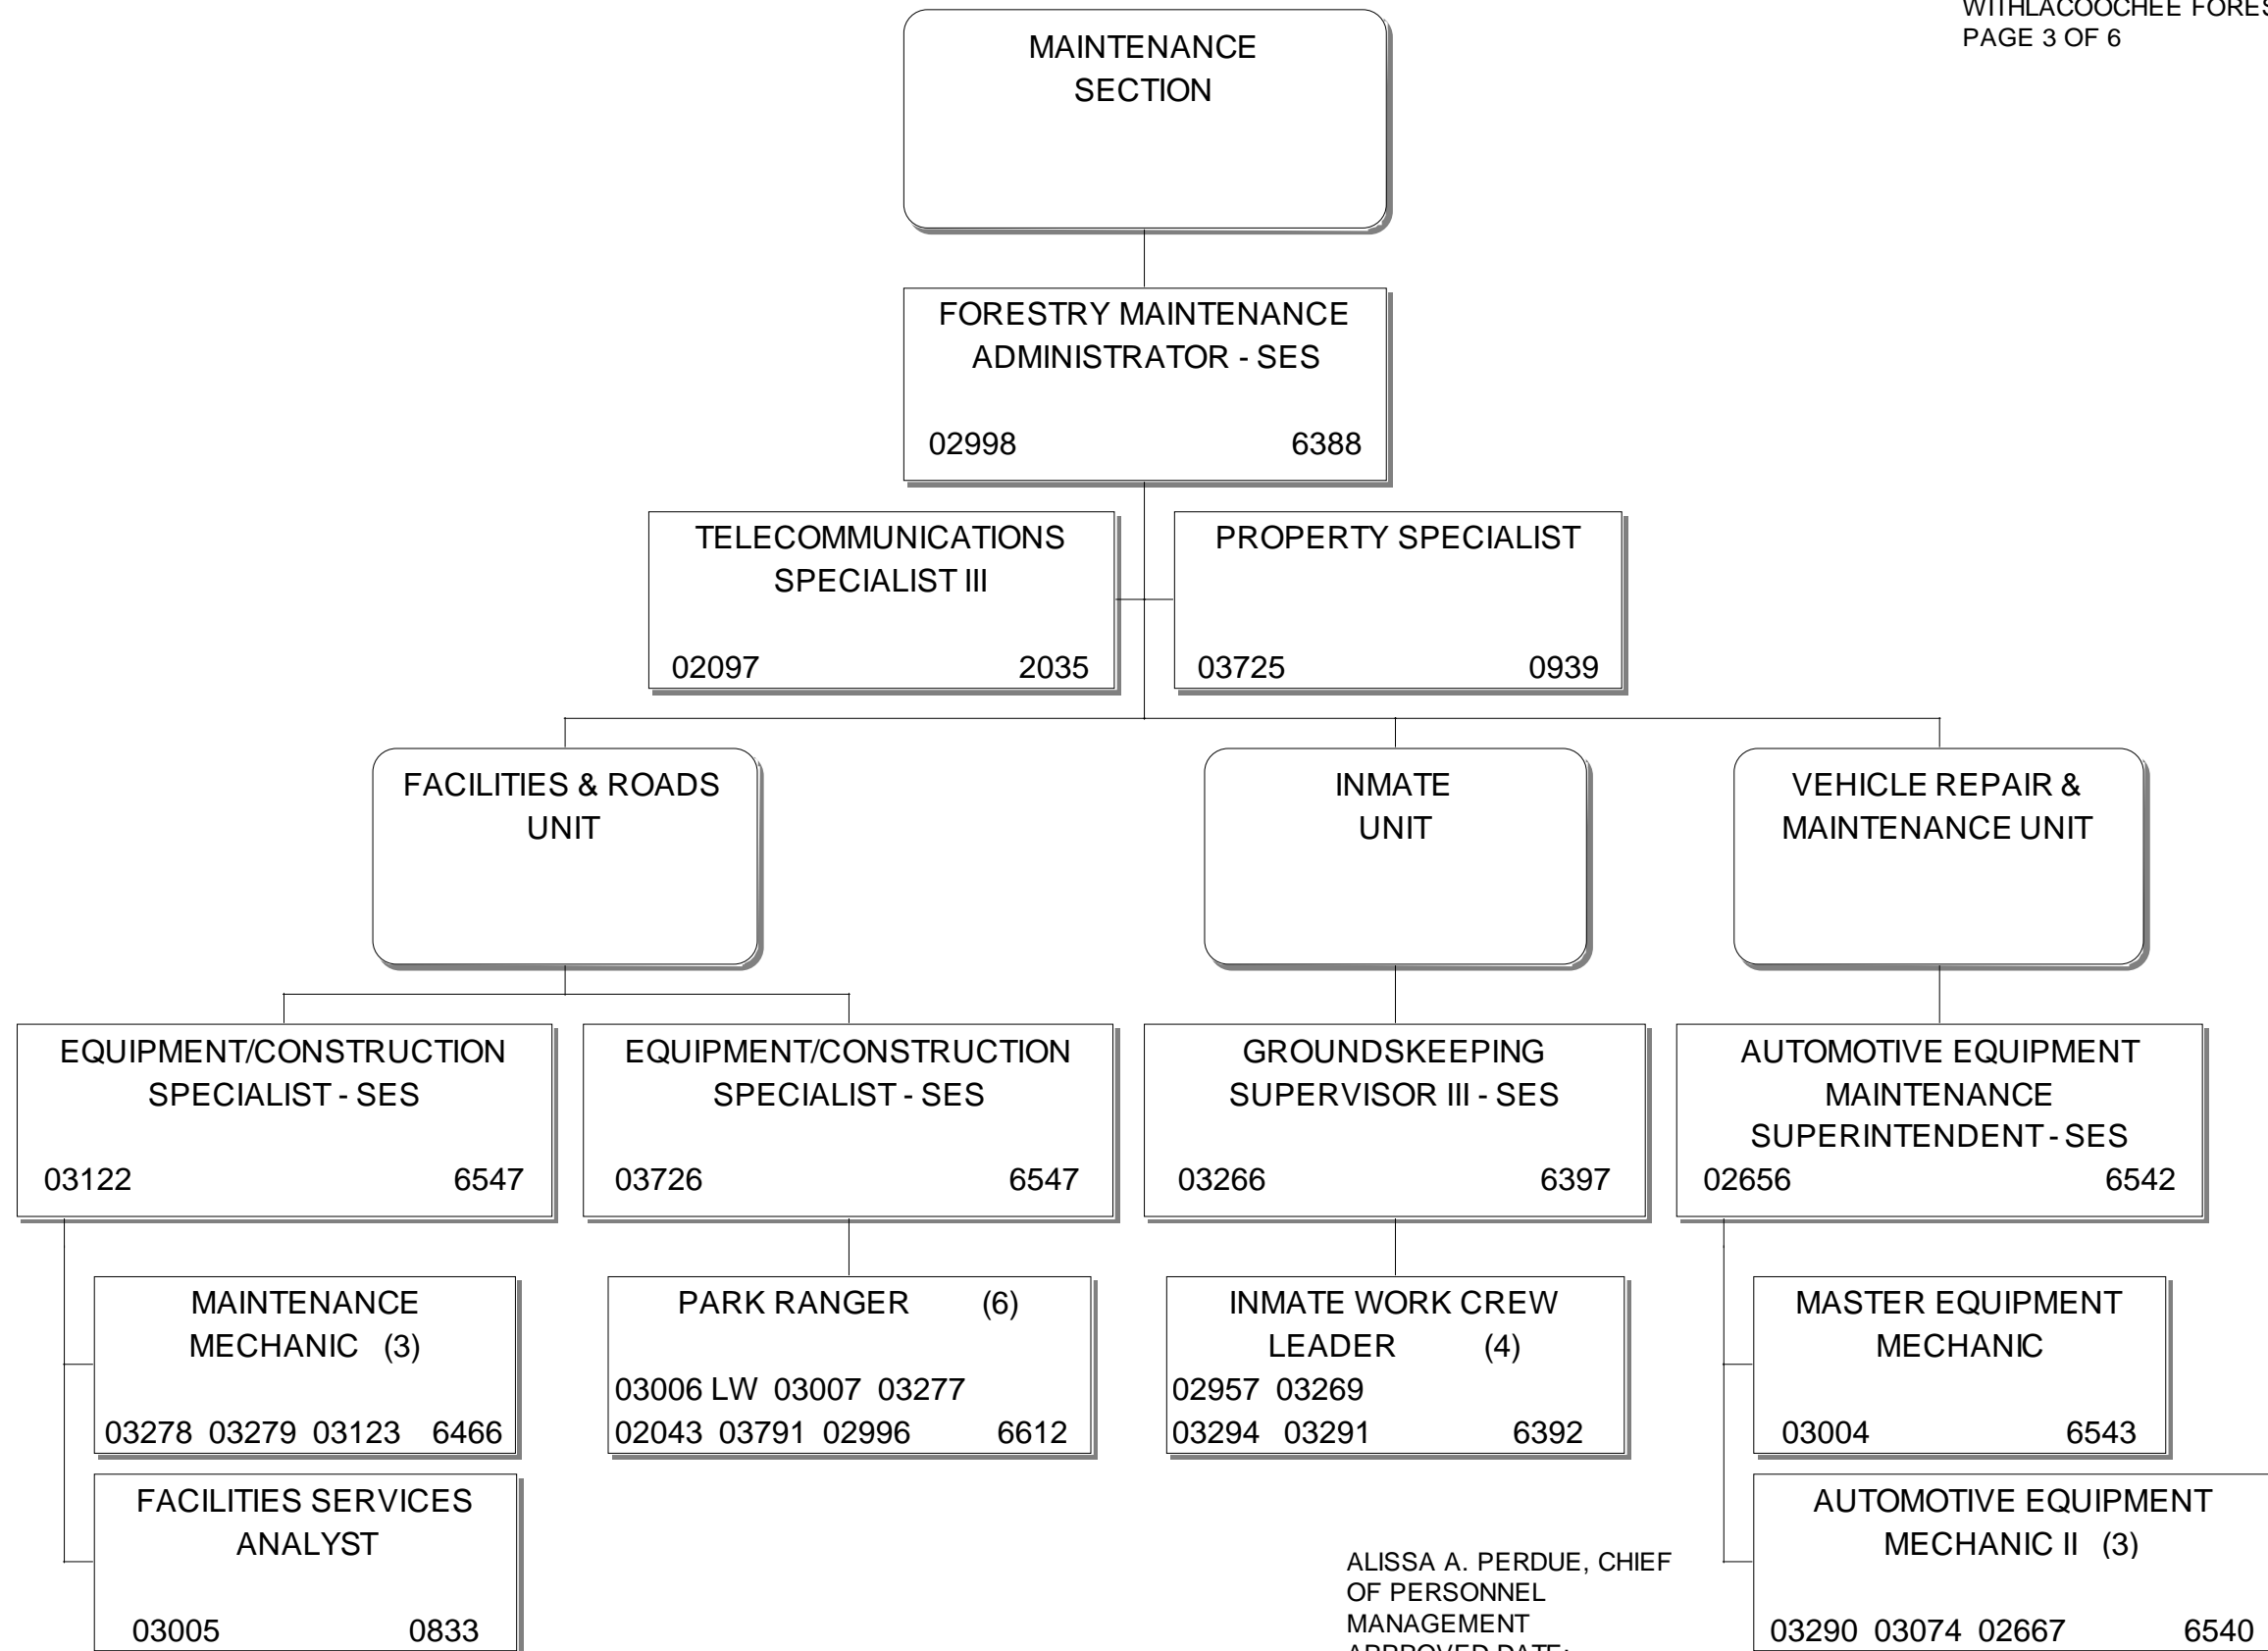 WITHLACOOCHEE
PAGE 3 OF 6
MAINTENANCE
SECTION
FORESTRY MAINTENANCE
ADMINISTRATOR - SES
02998 6388
TELECOMMUNICATIONS
SPECIALIST III
02097 2035
PROPERTY SPECIALIST
03725 0939
FACILITIES & ROADS
UNIT
INMATE
UNIT
VEHICLE REPAIR &
MAINTENANCE UNIT
EQUIPMENT/CONSTRUCTION
SPECIALIST - SES
03122 6547
EQUIPMENT/CONSTRUCTION
SPECIALIST - SES
03726 6547
GROUNDSKEEPING
SUPERVISOR III - SES
03266 6397
AUTOMOTIVE EQUIPMENT
MAINTENANCE
SUPERINTENDENT - SES
02656 6542
MAINTENANCE
MECHANIC (3)
03278 03279 03123 6466
PARK RANGER (6)
03006 LW 03007 03277
02043 03791 02996 6612
INMATE WORK CREW
LEADER (4)
02957 03269
03294 03291 6392
MASTER EQUIPMENT
MECHANIC
03004 6543
FACILITIES SERVICES
ANALYST
03005 0833
AUTOMOTIVE EQUIPMENT
MECHANIC II (3)
03290 03074 02667 6540
ALISSA A. PERDUE, CHIEF
OF PERSONNEL
MANAGEMENT
APPROVED DATE: